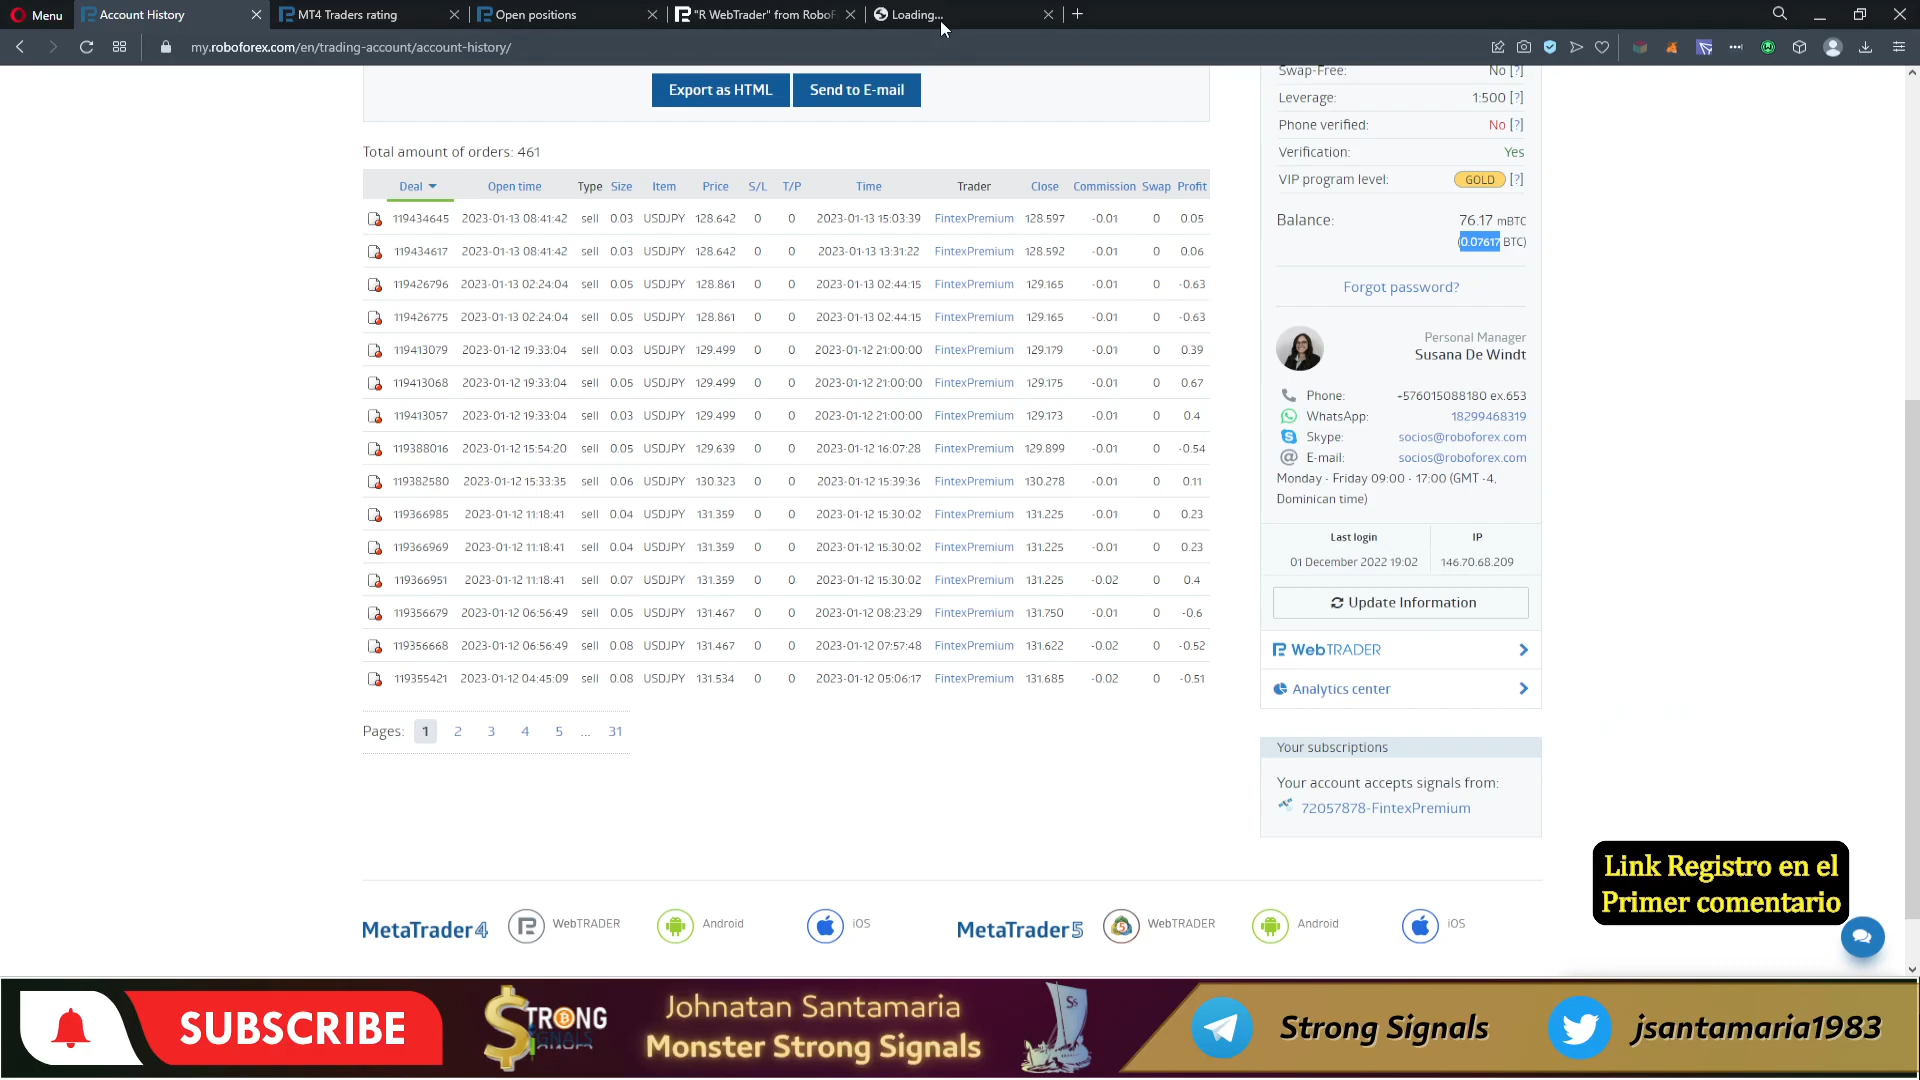 Menu
Account History
MT4 Traders rating
Open positions
"R WebTrader" from RoboF
Loading...
my.roboforex.com/en/trading-account/account-history/
Export as HTML
Send to E-mail
Total amount of orders: 461
Deal Open time Type Size Item Price S/L T/P Time Trader Close Commission Swap Profit
119434645 2023-01-13 08:41:42 sell 0.03 USDJPY 128.642 0 0 2023-01-13 15:03:39 FintexPremium 128.597 -0.01 0 0.05
119434617 2023-01-13 08:41:42 sell 0.03 USDJPY 128.642 0 0 2023-01-13 13:31:22 FintexPremium 128.592 -0.01 0 0.06
119426796 2023-01-13 02:24:04 sell 0.05 USDJPY 128.861 0 0 2023-01-13 02:44:15 FintexPremium 129.165 -0.01 0 -0.63
119426775 2023-01-13 02:24:04 sell 0.05 USDJPY 128.861 0 0 2023-01-13 02:44:15 FintexPremium 129.165 -0.01 0 -0.63
119413079 2023-01-12 19:33:04 sell 0.03 USDJPY 129.499 0 0 2023-01-12 21:00:00 FintexPremium 129.179 -0.01 0 0.39
119413068 2023-01-12 19:33:04 sell 0.05 USDJPY 129.499 0 0 2023-01-12 21:00:00 FintexPremium 129.175 -0.01 0 0.67
119413057 2023-01-12 19:33:04 sell 0.03 USDJPY 129.499 0 0 2023-01-12 21:00:00 FintexPremium 129.173 -0.01 0 0.4
119388016 2023-01-12 15:54:20 sell 0.05 USDJPY 129.639 0 0 2023-01-12 16:07:28 FintexPremium 129.899 -0.01 0 -0.54
119382580 2023-01-12 15:33:35 sell 0.06 USDJPY 130.323 0 0 2023-01-12 15:39:36 FintexPremium 130.278 -0.01 0 0.11
119366985 2023-01-12 11:18:41 sell 0.04 USDJPY 131.359 0 0 2023-01-12 15:30:02 FintexPremium 131.225 -0.01 0 0.23
119366969 2023-01-12 11:18:41 sell 0.04 USDJPY 131.359 0 0 2023-01-12 15:30:02 FintexPremium 131.225 -0.01 0 0.23
119366951 2023-01-12 11:18:41 sell 0.07 USDJPY 131.359 0 0 2023-01-12 15:30:02 FintexPremium 131.225 -0.02 0 0.4
119356679 2023-01-12 06:56:49 sell 0.05 USDJPY 131.467 0 0 2023-01-12 08:23:29 FintexPremium 131.750 -0.01 0 -0.6
119356668 2023-01-12 06:56:49 sell 0.08 USDJPY 131.467 0 0 2023-01-12 07:57:48 FintexPremium 131.622 -0.02 0 -0.52
119355421 2023-01-12 04:45:09 sell 0.08 USDJPY 131.534 0 0 2023-01-12 05:06:17 FintexPremium 131.685 -0.02 0 -0.51
Pages: 1 2 3 4 5 ... 31
Swap-Free: No [?]
Leverage: 1:500 [?]
Phone verified: No [?]
Verification: Yes
VIP program level: GOLD [?]
Balance: 76.17 mBTC
(0.07617 BTC)
Forgot password?
Personal Manager
Susana De Windt
Phone: +576015088180 ex.653
WhatsApp: 18299468319
Skype: socios@roboforex.com
E-mail: socios@roboforex.com
Monday - Friday 09:00 - 17:00 (GMT -4,
Dominican time)
Last login IP
01 December 2022 19:02 146.70.68.209
Update Information
WebTRADER
Analytics center
Your subscriptions
Your account accepts signals from:
72057878-FintexPremium
Link Registro en el
Primer comentario
MetaTrader4 WebTRADER Android iOS MetaTrader5 WebTRADER Android iOS
SUBSCRIBE
STRONG
SIGNALS
Johnatan Santamaria
Monster Strong Signals
Ss
Strong Signals
jsantamaria1983